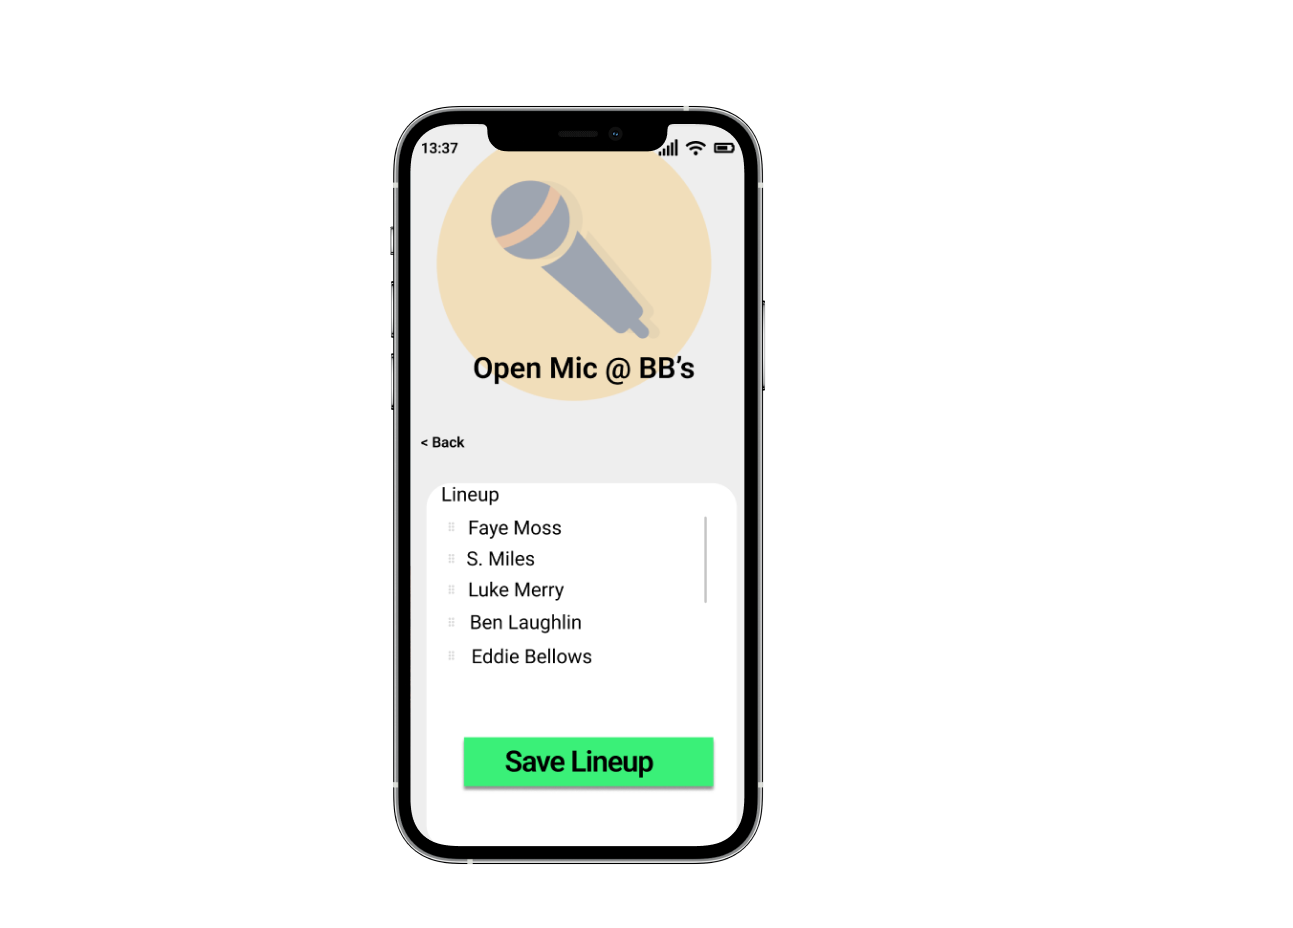 13:37
Open Mic @ BB’s
< Back
Lineup
Faye Moss
S. Miles
Luke Merry
Ben Laughlin
Eddie Bellows
Save Lineup